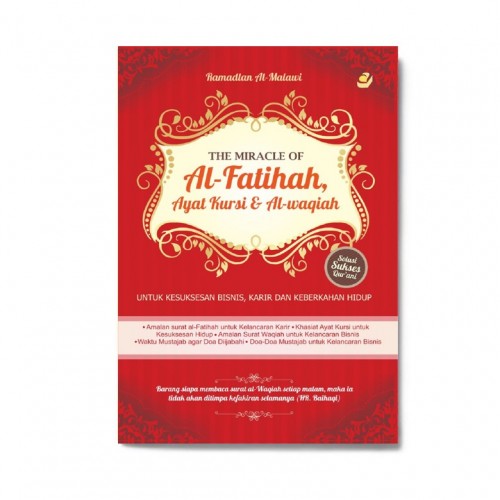 Ramadlan Al-Malawi
THE MIRACLE OF
Al-Fatihah,
Ayat Kursi & Al-waqiah
Solusi
Sukses
Qur'ani
UNTUK KESUKSESAN BISNIS, KARIR DAN KEBERKAHAN HIDUP
• Amalan surat al-Fatihah untuk Kelancaran Karir • Khasiat Ayat Kursi untuk
Kesuksesan Hidup • Amalan Surat Waqiah untuk Kelancaran Bisnis
• Waktu Mustajab agar Doa Diijabahi • Doa-Doa Mustajab untuk Kelancaran Bisnis
Barang siapa membaca surat al-Waqiah setiap malam, maka ia
tidak akan ditimpa kefakiran selamanya (HR. Baihaqi)